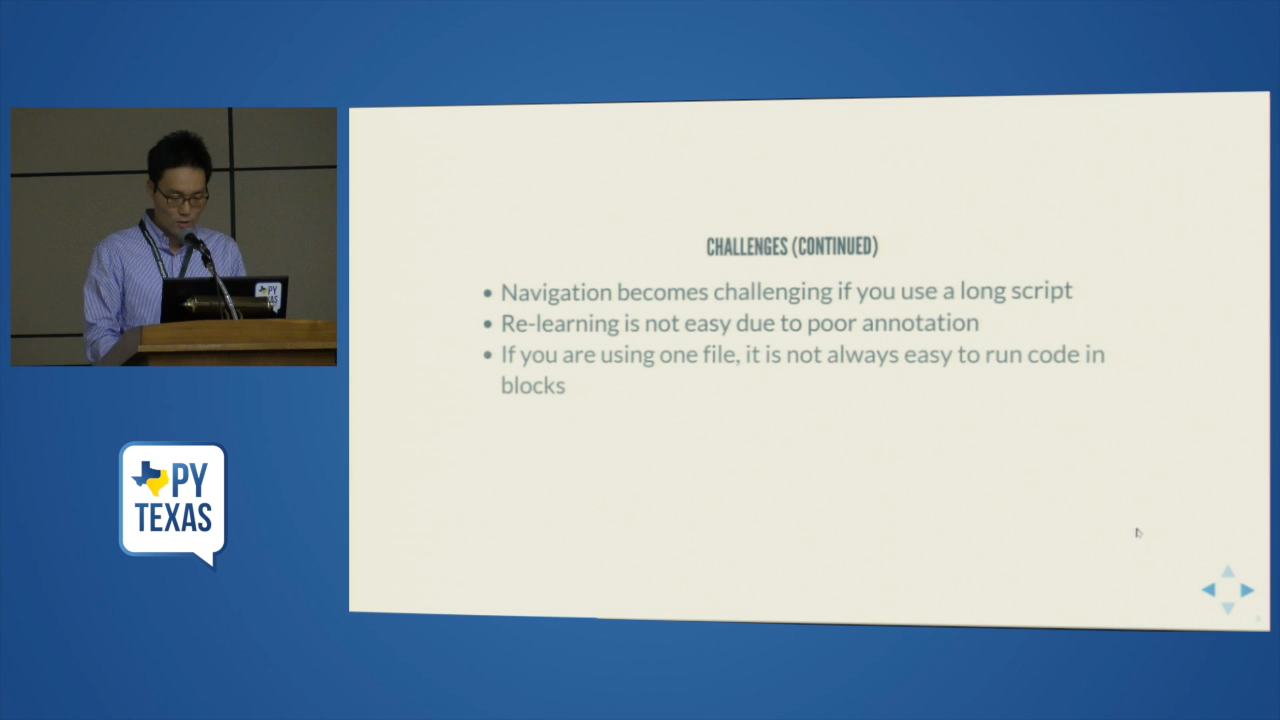 CHALLENGES (CONTINUED)
• Navigation becomes challenging if you use a long script
• Re-learning is not easy due to poor annotation
• If you are using one file, it is not always easy to run code in
blocks
PY
TEXAS
PY